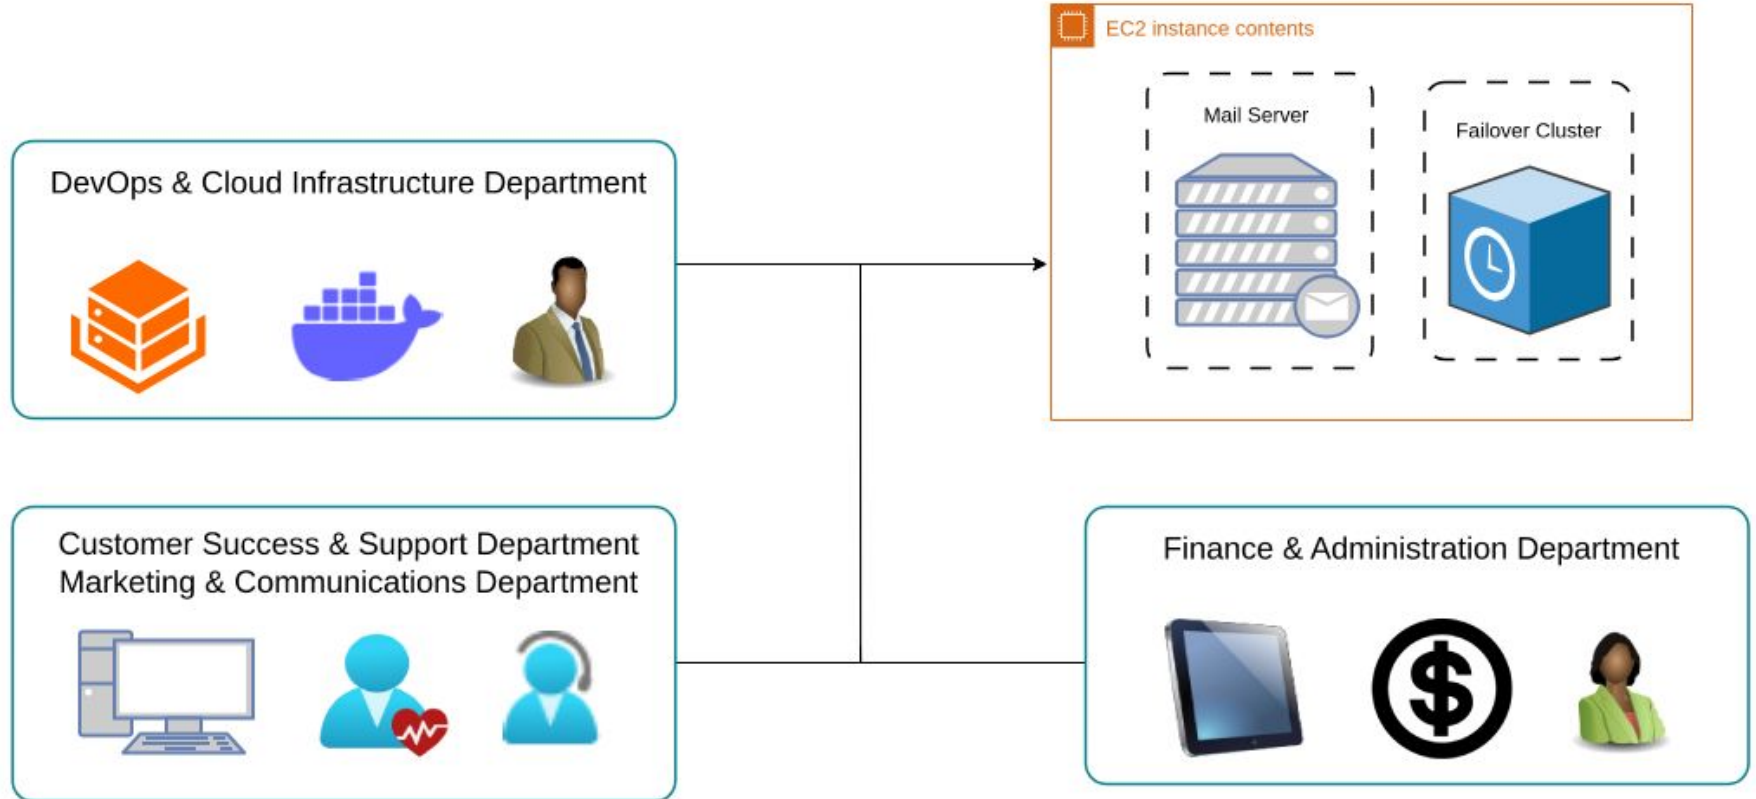 EC2 instance contents
Mail Server
Failover Cluster
DevOps & Cloud Infrastructure Department
Customer Success & Support Department
Marketing & Communications Department
Finance & Administration Department
$